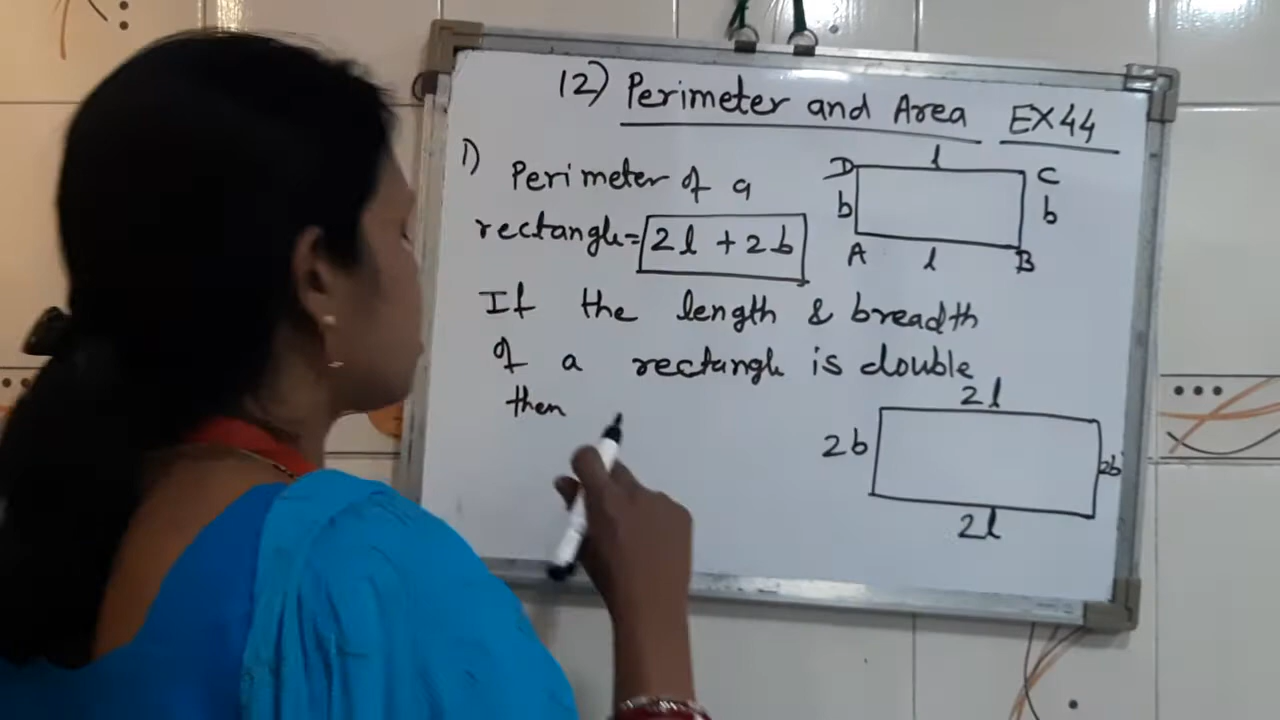 12) Perimeter and Area EX44
1) Perimeter of a
rectangle= 2l + 2b
D l C
b b
A l B
If the length & breadth
of a rectangle is double
then
2l
2b 2b
2l